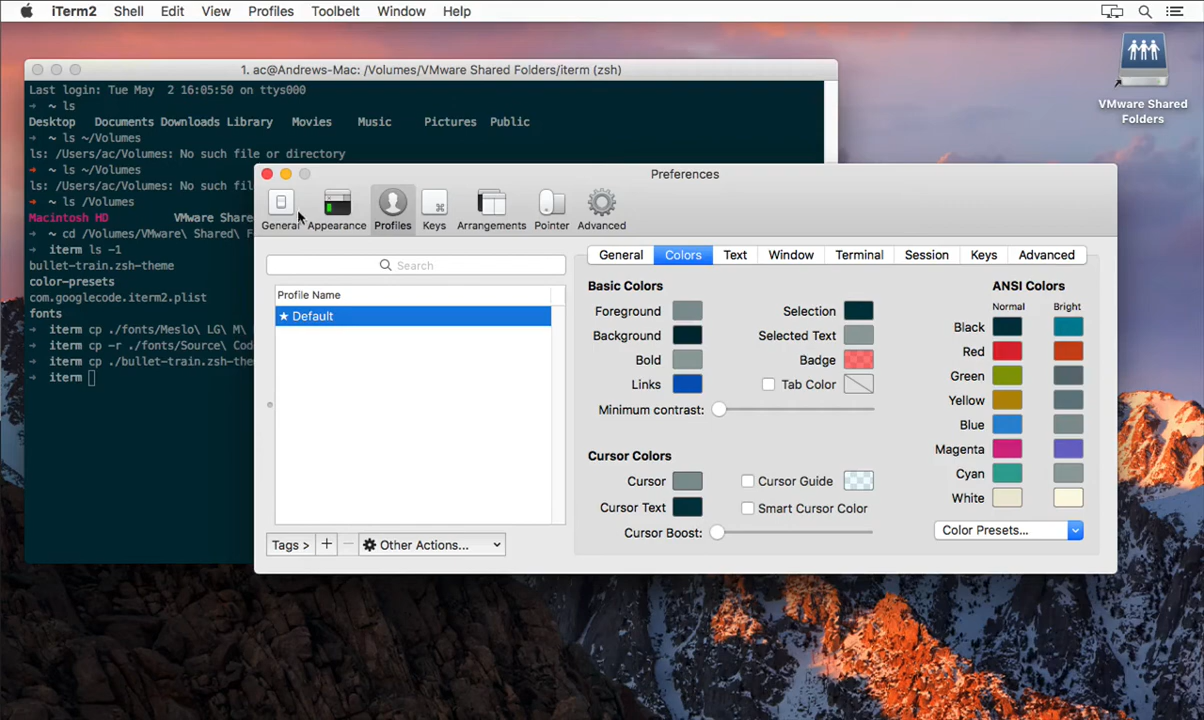 iTerm2 Shell Edit View Profiles Toolbelt Window Help
VMware Shared
Folders
1. ac@Andrews-Mac: /Volumes/VMware Shared Folders/iterm (zsh)
Last login: Tue May  2 16:05:50 on ttys000
➜  ~ ls
Desktop Documents Downloads Library Movies Music Pictures Public
➜  ~ ls ~/Volumes
ls: /Users/ac/Volumes: No such file or directory
➜  ~ ls ~/Volumes
ls: /Users/ac/Volumes: No such fil
➜  ~ ls /Volumes
Macintosh HD VMware Shar
➜  ~ cd /Volumes/VMware\ Shared\ F
➜  iterm ls -1
bullet-train.zsh-theme
color-presets
com.googlecode.iterm2.plist
fonts
➜  iterm cp ./fonts/Meslo\ LG\ M\
➜  iterm cp -r ./fonts/Source\ Cod
➜  iterm cp ./bullet-train.zsh-the
➜  iterm
Preferences
General Appearance Profiles Keys Arrangements Pointer Advanced
Search
Profile Name
★ Default
Tags > + − Other Actions...
General Colors Text Window Terminal Session Keys Advanced
Basic Colors
Foreground
Background
Bold
Links
Selection
Selected Text
Badge
Tab Color
Minimum contrast:
Cursor Colors
Cursor
Cursor Text
Cursor Guide
Smart Cursor Color
Cursor Boost:
ANSI Colors
Normal Bright
Black
Red
Green
Yellow
Blue
Magenta
Cyan
White
Color Presets...